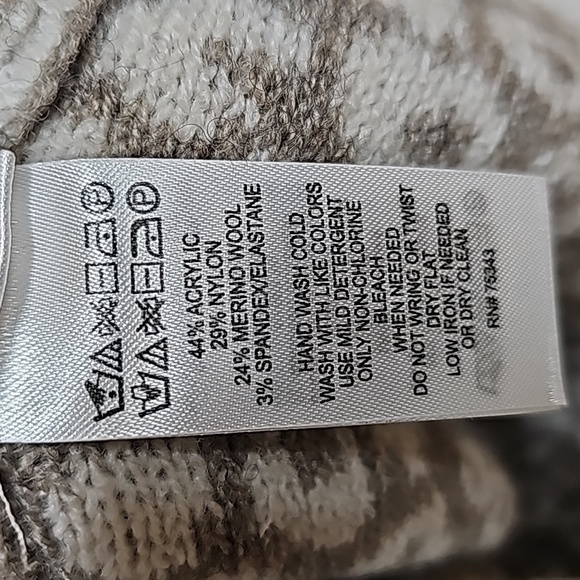 44% ACRYLIC
29% NYLON
24% MERINO WOOL
3% SPANDEX/ELASTANE
HAND WASH COLD
WASH WITH LIKE COLORS
USE MILD DETERGENT
ONLY NON-CHLORINE
BLEACH
WHEN NEEDED
DO NOT WRING OR TWIST
DRY FLAT
LOW IRON IF NEEDED
OR DRY CLEAN
RN# 76343